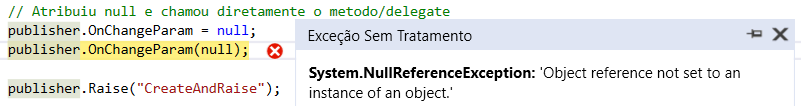 // Atribuiu null e chamou diretamente o metodo/delegate
publisher.OnChangeParam = null;
publisher.OnChangeParam(null);
publisher.Raise("CreateAndRaise");
Exceção Sem Tratamento
System.NullReferenceException: 'Object reference not set to an
instance of an object.'